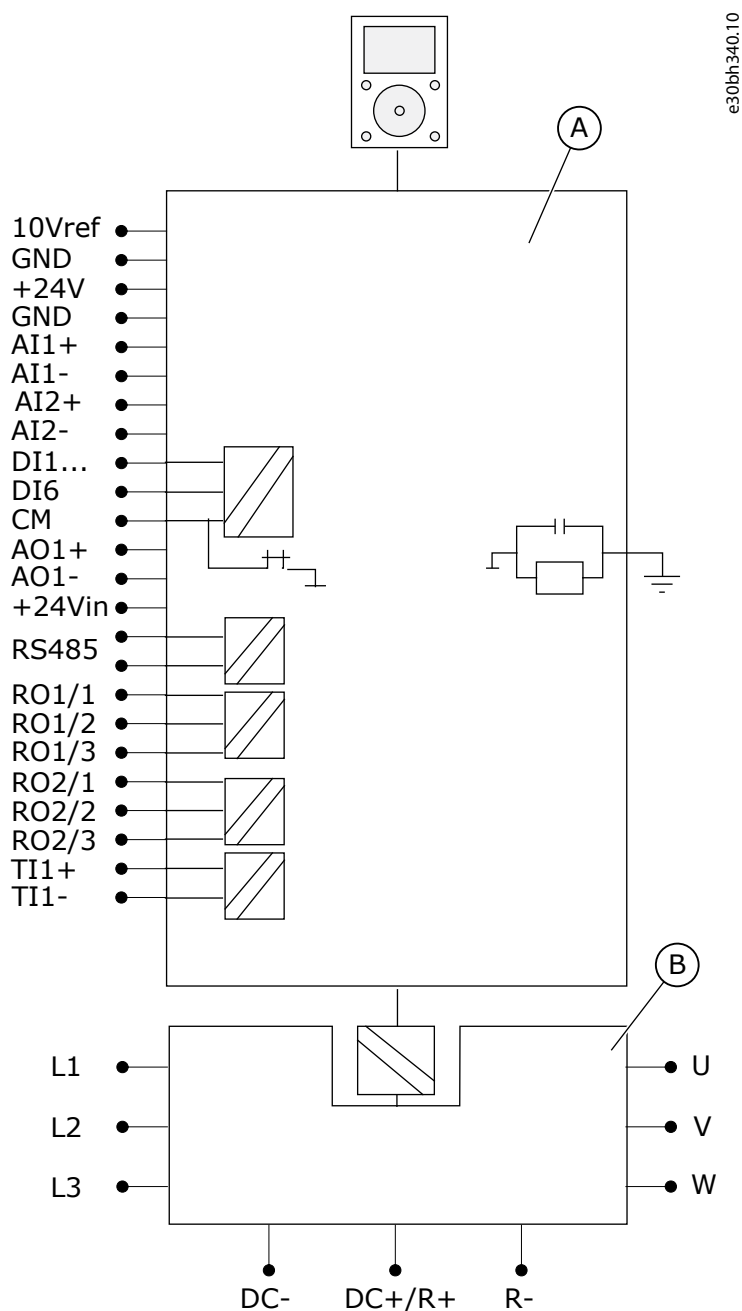 e30bh340.10
A
10Vref
GND
+24V
GND
AI1+
AI1-
AI2+
AI2-
DI1...
DI6
CM
AO1+
AO1-
+24Vin
RS485
RO1/1
RO1/2
RO1/3
RO2/1
RO2/2
RO2/3
TI1+
TI1-
B
L1
U
L2
V
L3
W
DC-
DC+/R+
R-